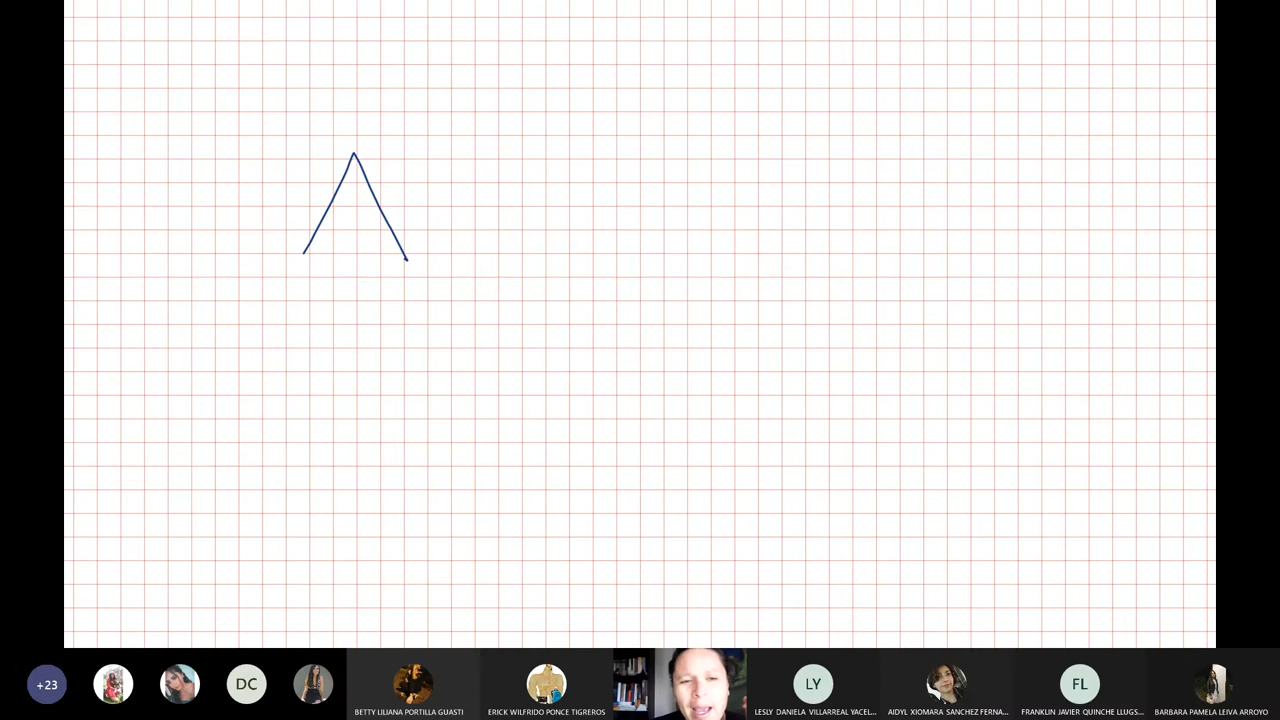 +23
DC
BETTY LILIANA PORTILLA GUASTI
ERICK WILFRIDO PONCE TIGREROS
LY
LESLY DANIELA VILLARREAL YACEL...
AIDYL XIOMARA SANCHEZ FERNA...
FL
FRANKLIN JAVIER QUINCHE LLUGS...
BARBARA PAMELA LEIVA ARROYO